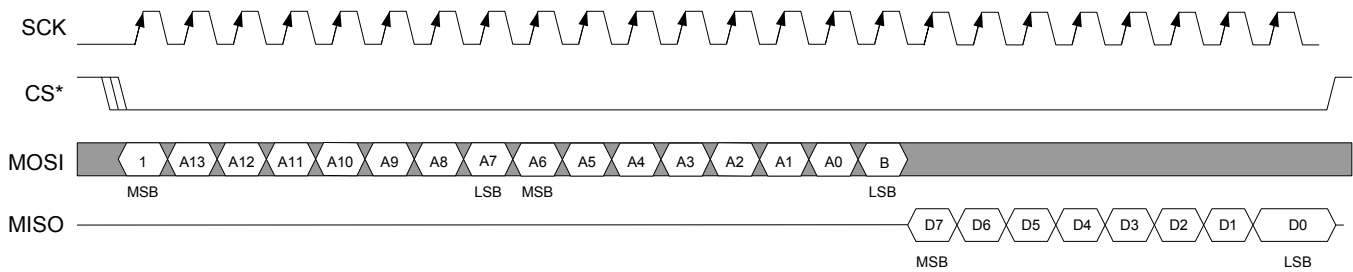 SCK
CS*
MOSI 1 A13 A12 A11 A10 A9 A8 A7 A6 A5 A4 A3 A2 A1 A0 B
MSB LSB MSB LSB
MISO D7 D6 D5 D4 D3 D2 D1 D0
MSB LSB